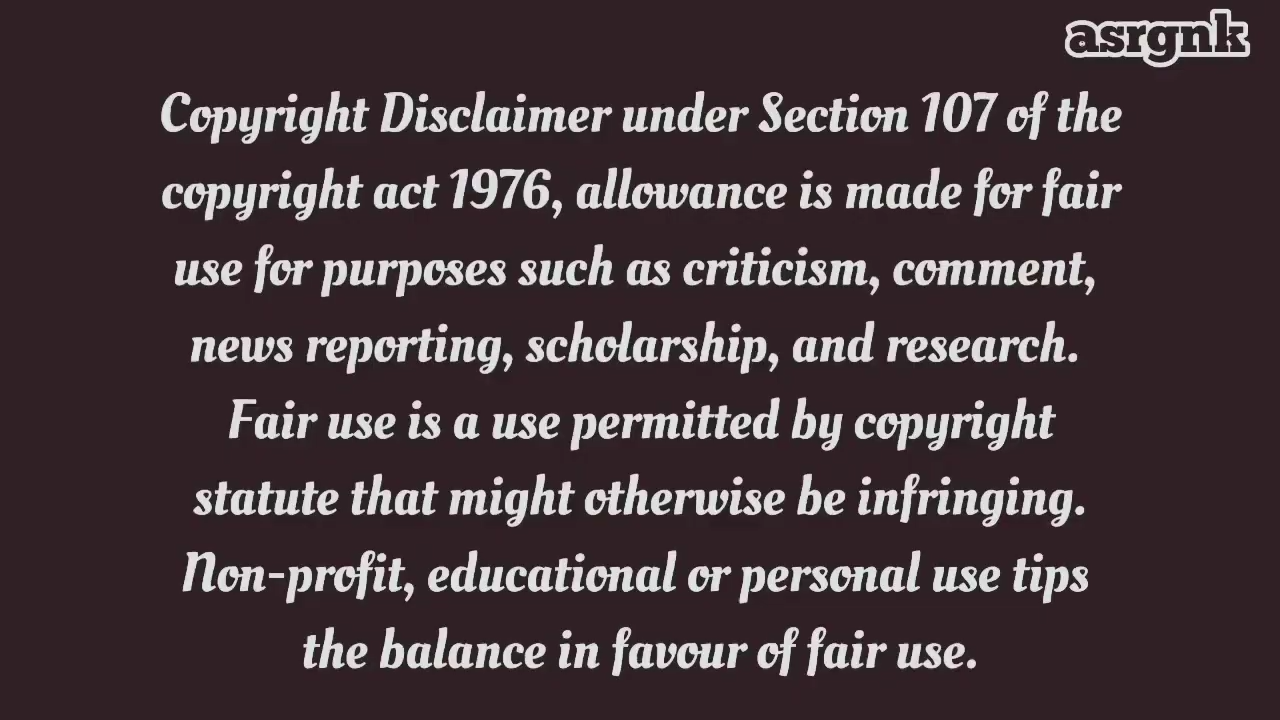 asrgnk
Copyright Disclaimer under Section 107 of the
copyright act 1976, allowance is made for fair
use for purposes such as criticism, comment,
news reporting, scholarship, and research.
Fair use is a use permitted by copyright
statute that might otherwise be infringing.
Non-profit, educational or personal use tips
the balance in favour of fair use.